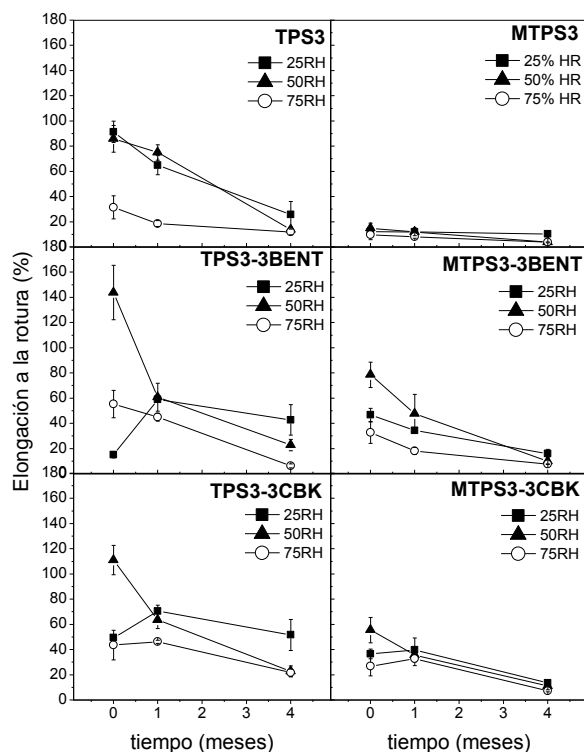 Elongación a la rotura (%)
180
160
140
120
100
80
60
40
20
TPS3
25RH
50RH
75RH
MTPS3
25% HR
50% HR
75% HR
180
160
140
120
100
80
60
40
20
TPS3-3BENT
25RH
50RH
75RH
MTPS3-3BENT
25RH
50RH
75RH
160
140
120
100
80
60
40
20
0
TPS3-3CBK
25RH
50RH
75RH
MTPS3-3CBK
25RH
50RH
75RH
0 1 2 3 4
0 1 2 3 4
tiempo (meses)
tiempo (meses)